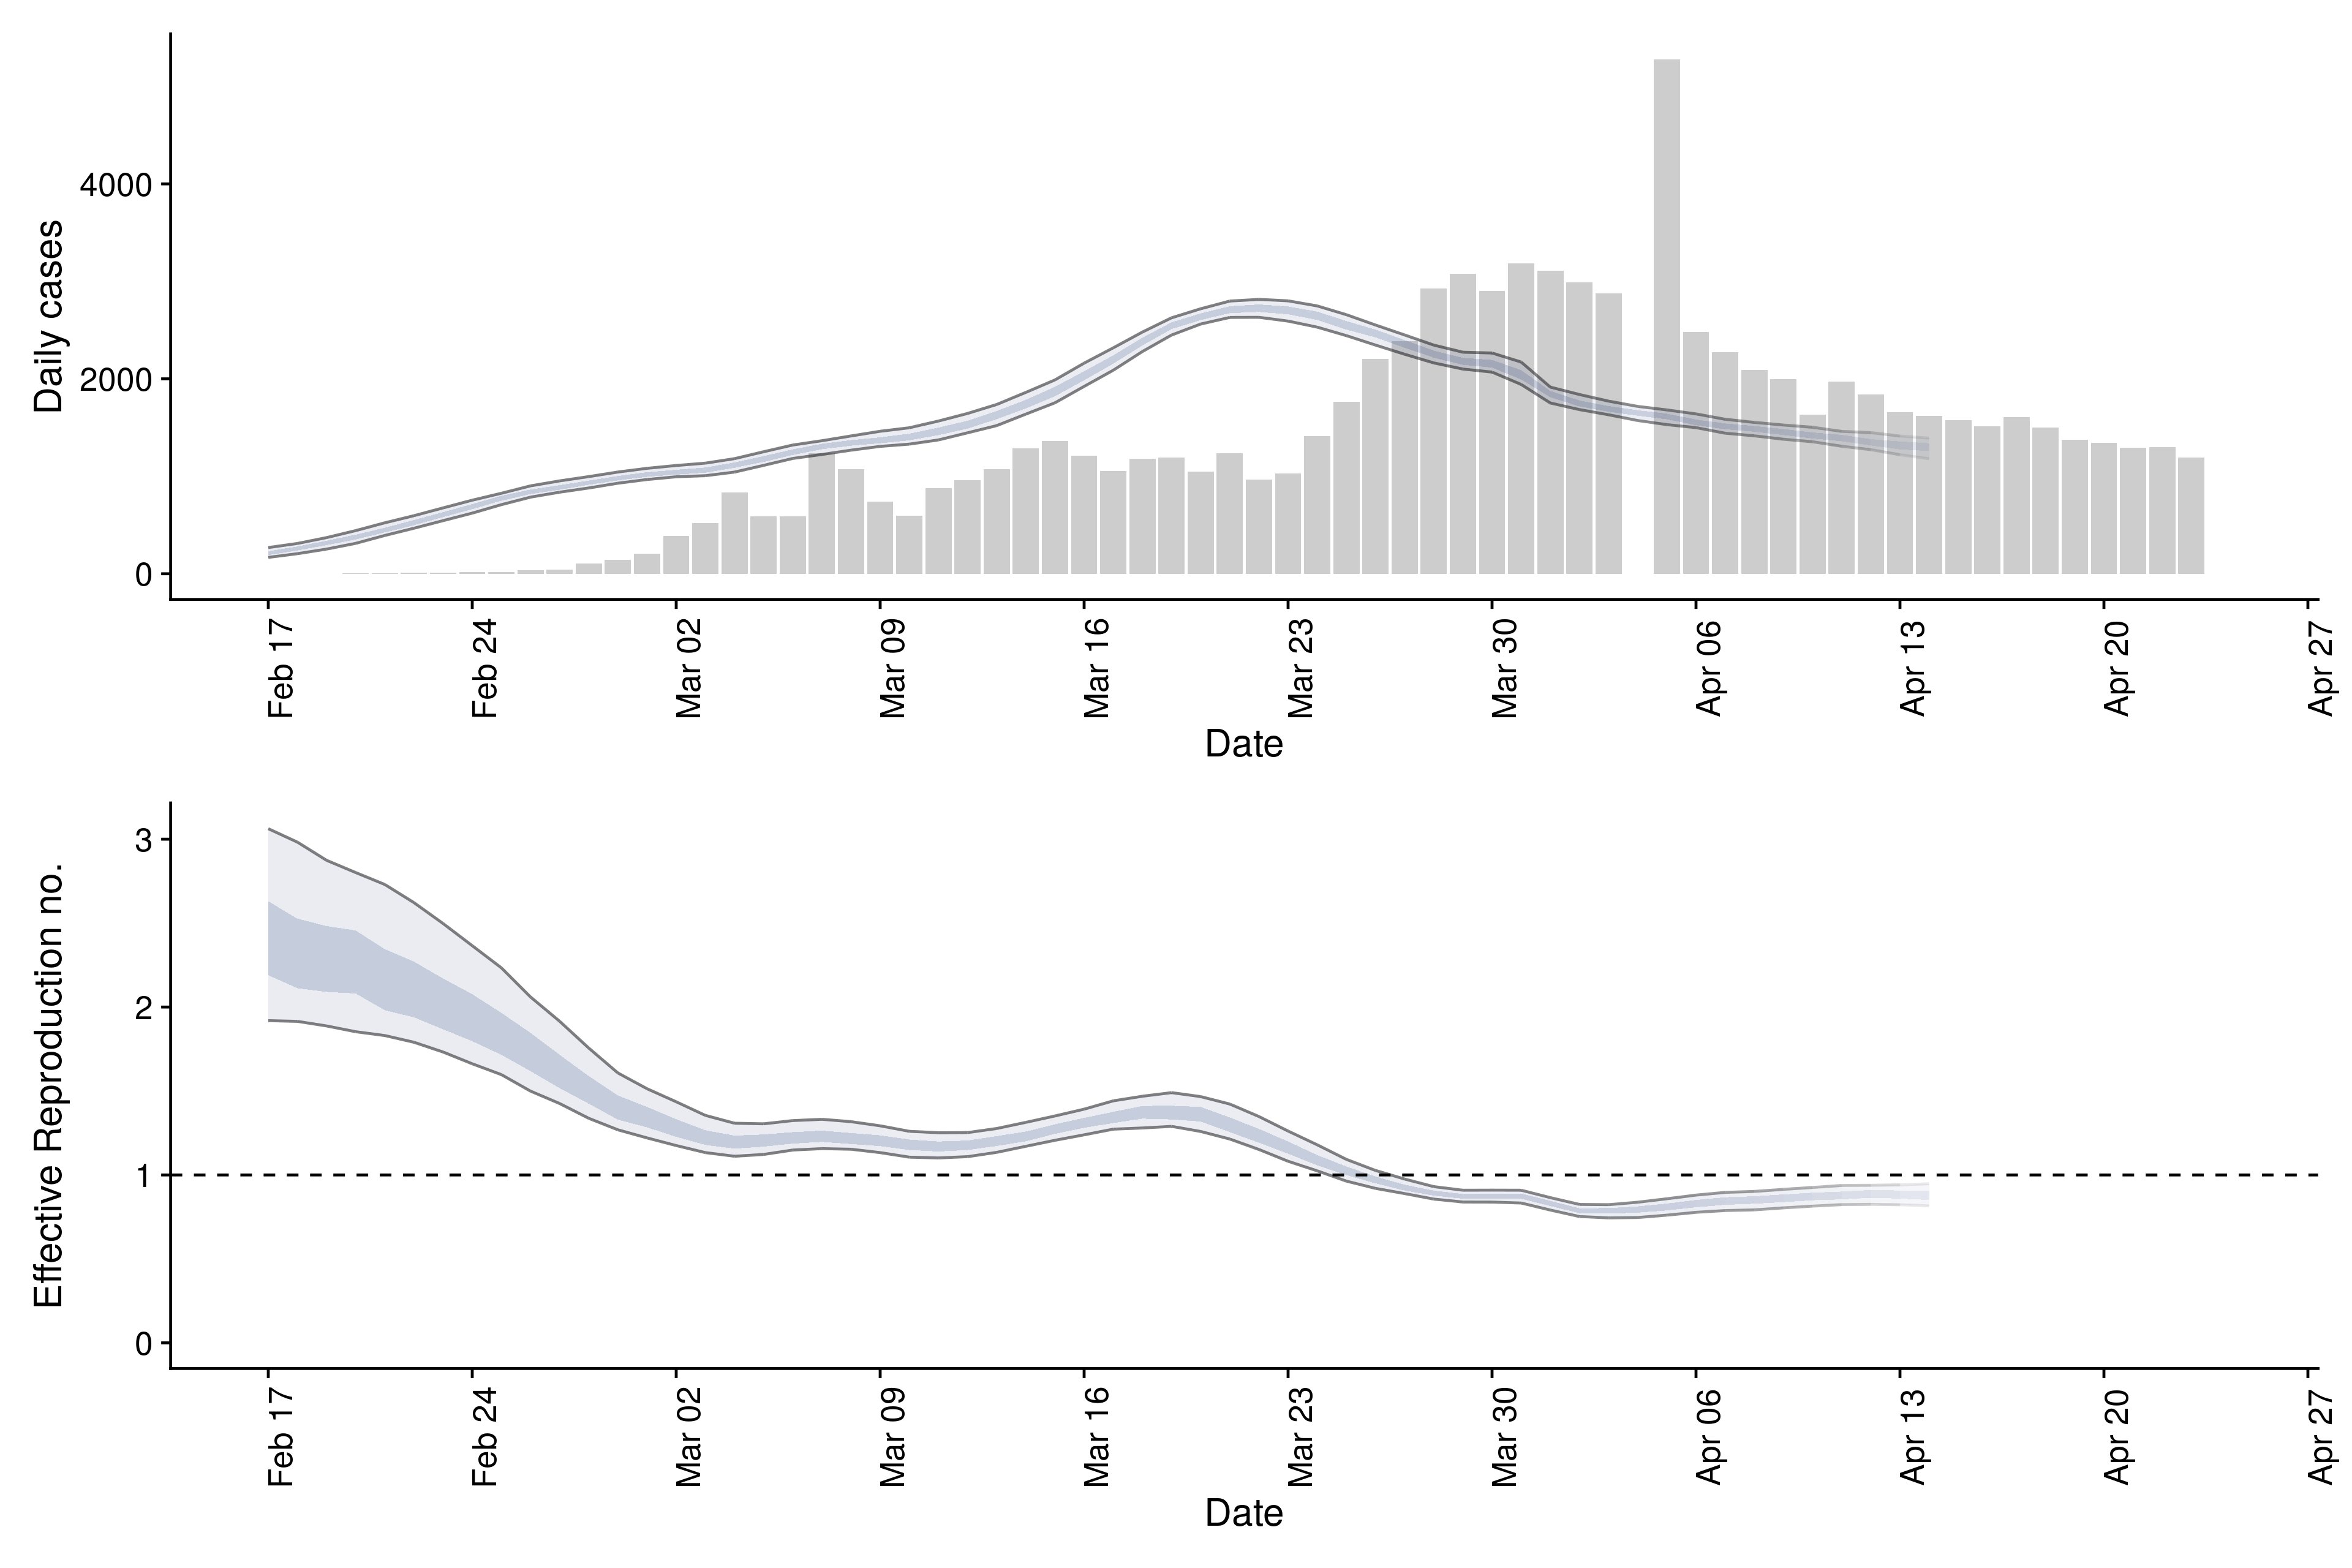 Daily cases
4000
2000
0
Feb 17
Feb 24
Mar 02
Mar 09
Mar 16
Mar 23
Mar 30
Apr 06
Apr 13
Apr 20
Apr 27
Date
Effective Reproduction no.
3
2
1
0
Feb 17
Feb 24
Mar 02
Mar 09
Mar 16
Mar 23
Mar 30
Apr 06
Apr 13
Apr 20
Apr 27
Date